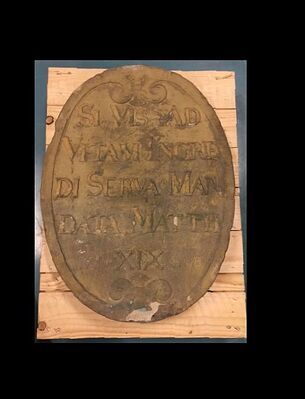 SI VIS AD
VITAM INGRE
DI SERVA MAN
DATA MATTH
XIX